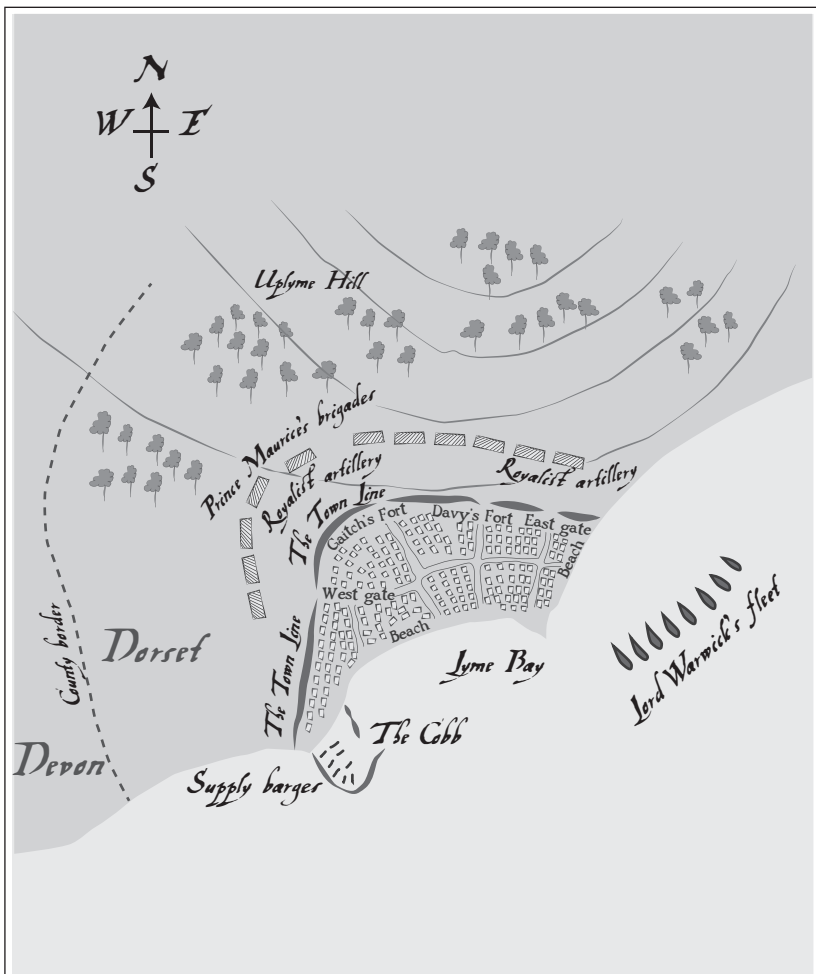 N
W E
S
Uplyme Hill
Prince Maurice's brigades
Royalist artillery
Royalist artillery
The Town Line
Gaitch's Fort
Davy's Fort
East gate
Beach
West gate
Beach
The Town Line
County border
Dorset
Devon
Lyme Bay
Lord Warwick's fleet
The Cobb
Supply barges